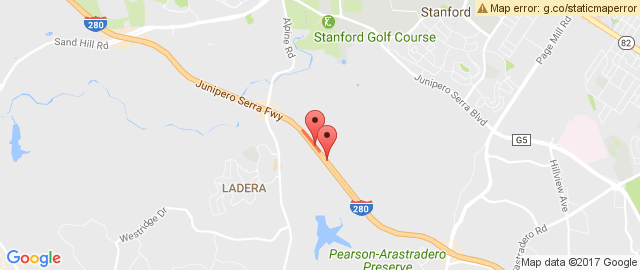 Stanford
Map error: g.co/staticmaperror
280
Sand Hill Rd
Alpine Rd
Stanford Golf Course
Page Mill Rd
82
Junipero Serra Fwy
Junipero Serra Blvd
G5
LADERA
Hillview Ave
280
Westridge Dr
Pearson-Arastradero
Preserve
astradero Rd
Google
Map data ©2017 Google